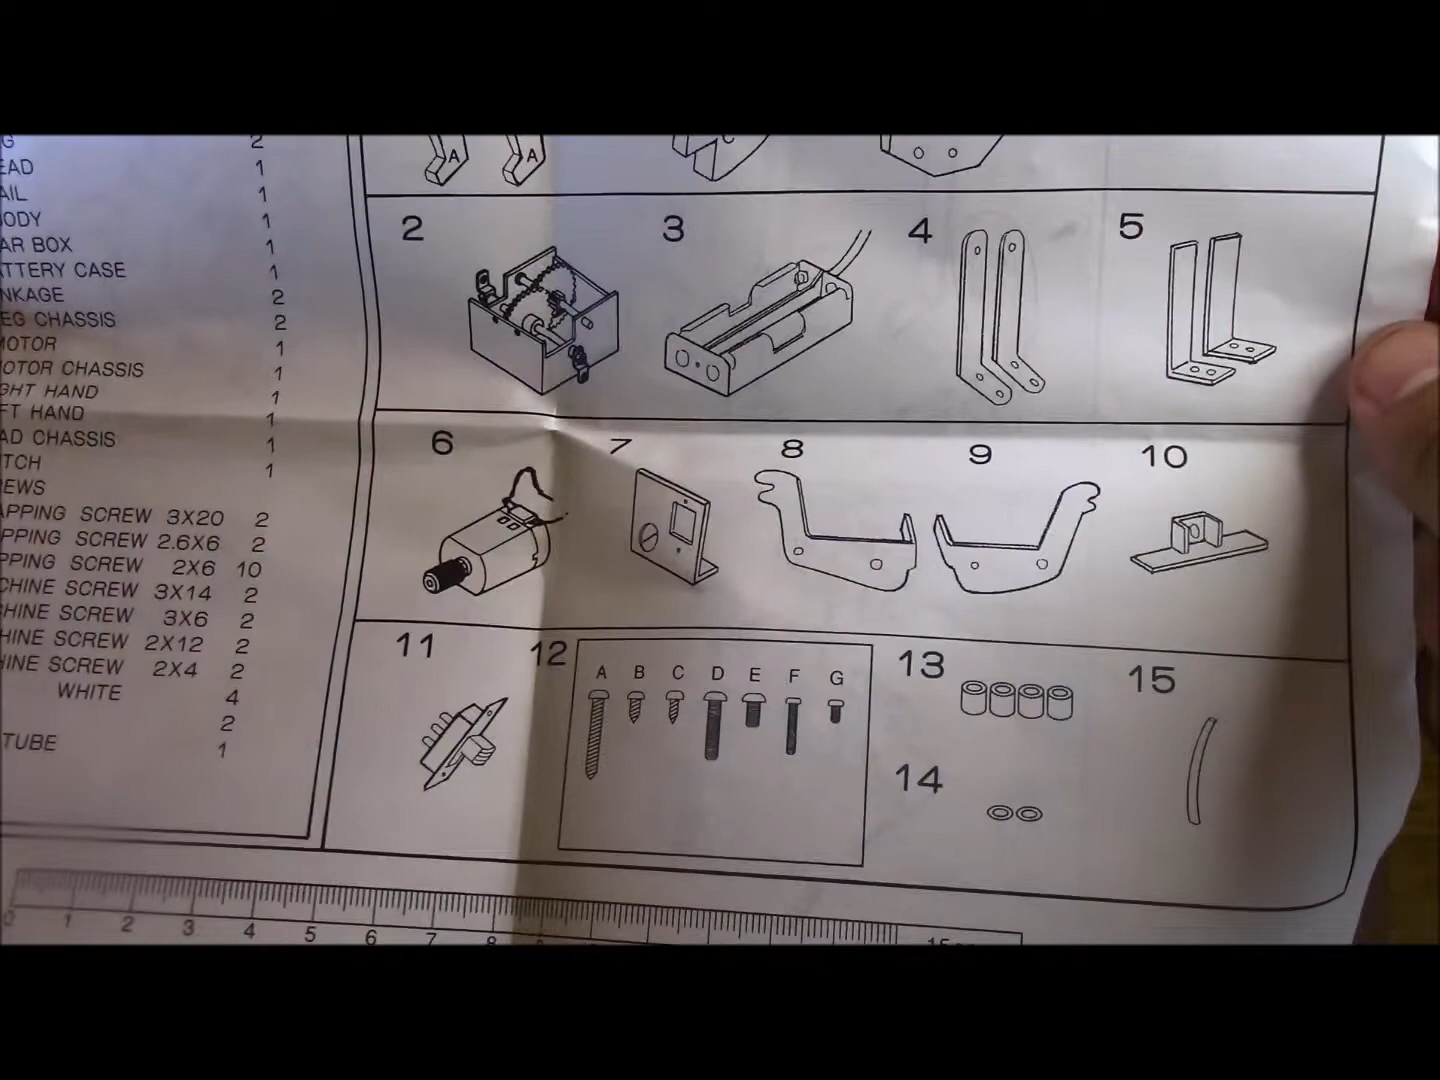 G 2
EAD 1
AIL 1
BODY 1
AR BOX 1
ATTERY CASE 1
NKAGE 2
EG CHASSIS 2
MOTOR 1
OTOR CHASSIS 1
GHT HAND 1
FT HAND 1
AD CHASSIS 1
TCH 1
EWS
APPING SCREW 3X20 2
PPING SCREW 2.6X6 2
PPING SCREW 2X6 10
CHINE SCREW 3X14 2
HINE SCREW 3X6 2
HINE SCREW 2X12 2
INE SCREW 2X4 2
WHITE 4
2
TUBE 1
A A C
2 3 4 5
6 7 8 9 10
11 12 A B C D E F G 13 15
14
0 1 2 3 4 5 6 7 8